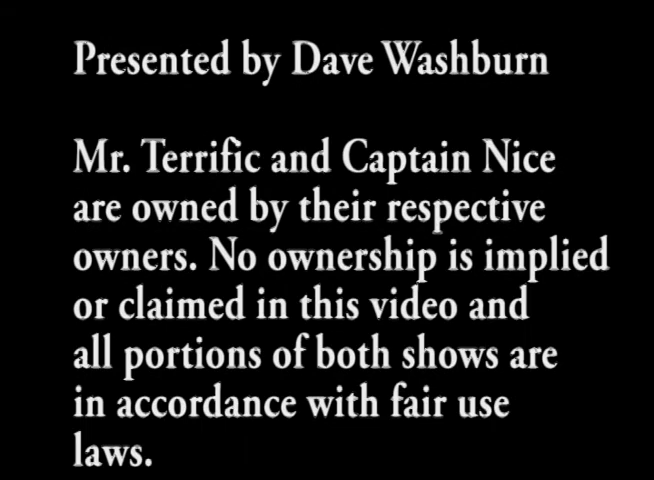 Presented by Dave Washburn
Mr. Terrific and Captain Nice
are owned by their respective
owners. No ownership is implied
or claimed in this video and
all portions of both shows are
in accordance with fair use
laws.